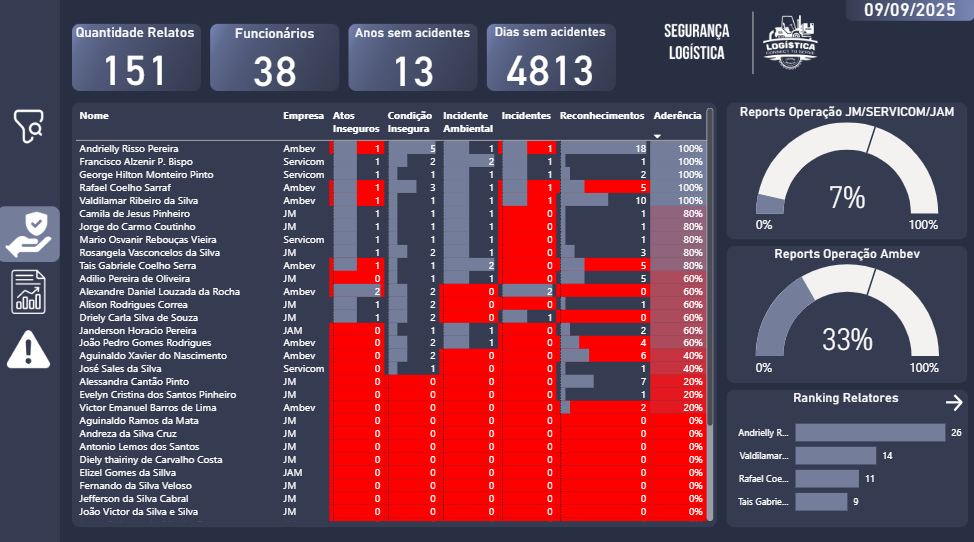 09/09/2025
Quantidade Relatos
151
Funcionários
38
Anos sem acidentes
13
Dias sem acidentes
4813
SEGURANÇA
LOGÍSTICA
LOGÍSTICA
Nome Empresa Atos Inseguros Condição Insegura Incidente Ambiental Incidentes Reconhecimentos Aderência
Andrielly Risso Pereira Ambev 1 5 1 1 18 100%
Francisco Alzenir P. Bispo Servicom 1 2 2 1 1 100%
George Hilton Monteiro Pinto Servicom 1 1 1 1 2 100%
Rafael Coelho Sarraf Ambev 1 3 1 1 5 100%
Valdilamar Ribeiro da Silva Ambev 1 1 1 1 10 100%
Camila de Jesus Pinheiro JM 1 1 1 0 1 80%
Jorge do Carmo Coutinho JM 1 1 1 0 1 80%
Mario Osvanir Rebouças Vieira Servicom 1 1 1 0 1 80%
Rosangela Vasconcelos da Silva JM 1 2 1 0 3 80%
Tais Gabriele Coelho Serra Ambev 1 1 2 0 5 80%
Adilio Pereira de Oliveira JM 0 1 1 0 5 60%
Alexandre Daniel Louzada da Rocha Ambev 2 2 0 2 0 60%
Alison Rodrigues Correa JM 1 2 0 0 1 60%
Driely Carla Silva de Souza JM 1 2 0 1 0 60%
Janderson Horacio Pereira JAM 0 1 1 0 2 60%
João Pedro Gomes Rodrigues Ambev 0 2 1 0 4 60%
Aguinaldo Xavier do Nascimento Ambev 0 2 0 0 6 40%
José Sales da Silva Servicom 0 1 0 0 1 40%
Alessandra Cantão Pinto JM 0 0 0 0 7 20%
Evelyn Cristina dos Santos Pinheiro JM 0 0 0 0 1 20%
Victor Emanuel Barros de Lima Ambev 0 0 0 0 2 20%
Aguinaldo Ramos da Mata JM 0 0 0 0 0 0%
Andreza da Silva Cruz JM 0 0 0 0 0 0%
Antonio Lemos dos Santos JM 0 0 0 0 0 0%
Diely thairiny de Carvalho Costa JM 0 0 0 0 0 0%
Elizel Gomes da Sillva JAM 0 0 0 0 0 0%
Fernando da Silva Veloso JM 0 0 0 0 0 0%
Jefferson da Silva Cabral JM 0 0 0 0 0 0%
João Victor da Silva e Silva JM 0 0 0 0 0 0%
Reports Operação JM/SERVICOM/JAM
7%
0% 100%
Reports Operação Ambev
33%
0% 100%
Ranking Relatores
Andrielly R... 26
Valdilamar... 14
Rafael Coe... 11
Tais Gabrie... 9